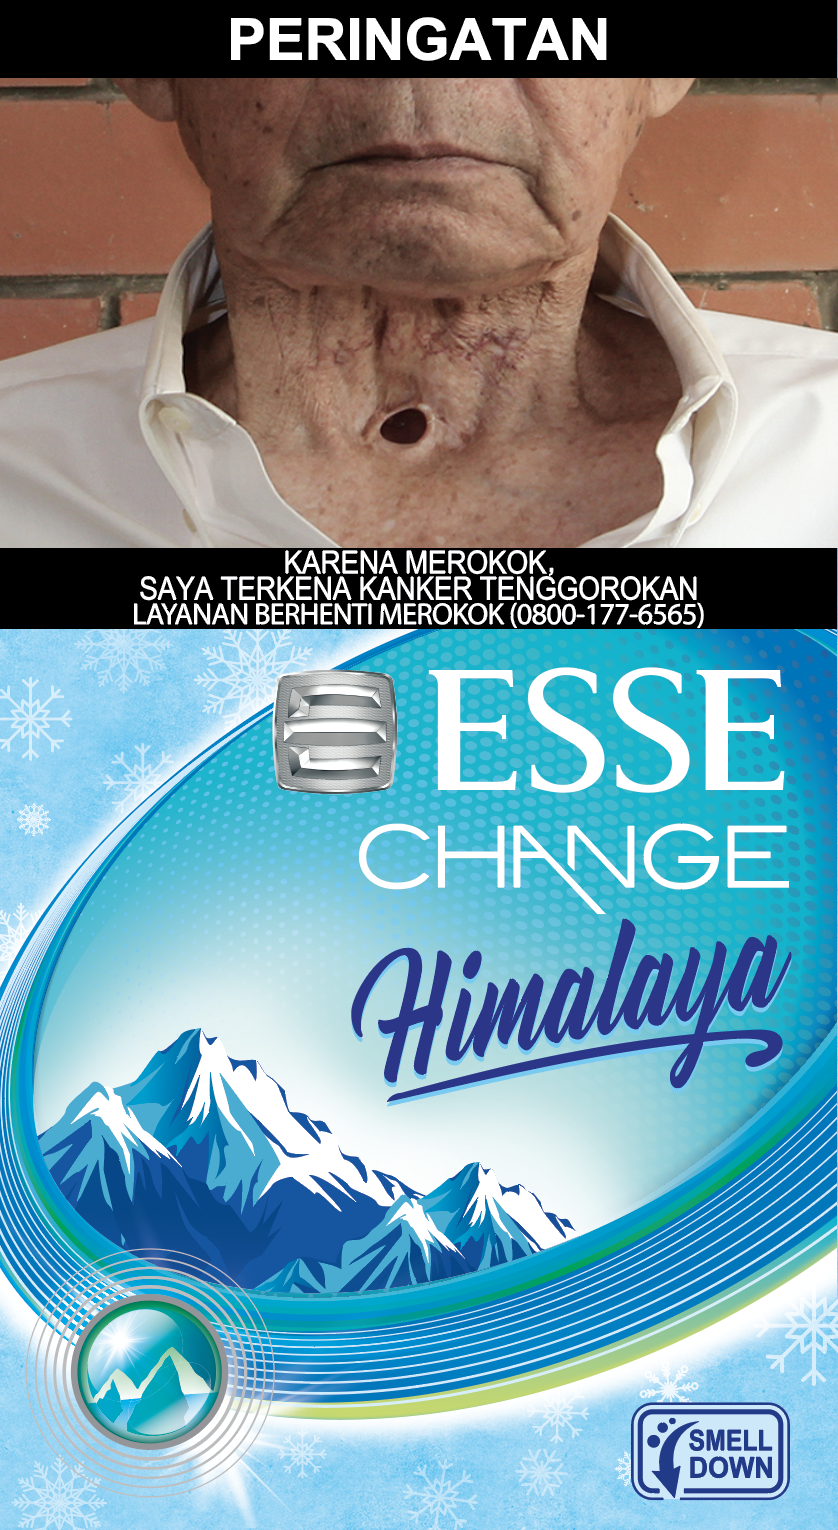 PERINGATAN
KARENA MEROKOK,
SAYA TERKENA KANKER TENGGOROKAN
LAYANAN BERHENTI MEROKOK (0800-177-6565)
ESSE
CHANGE
Himalaya
SMELL
DOWN